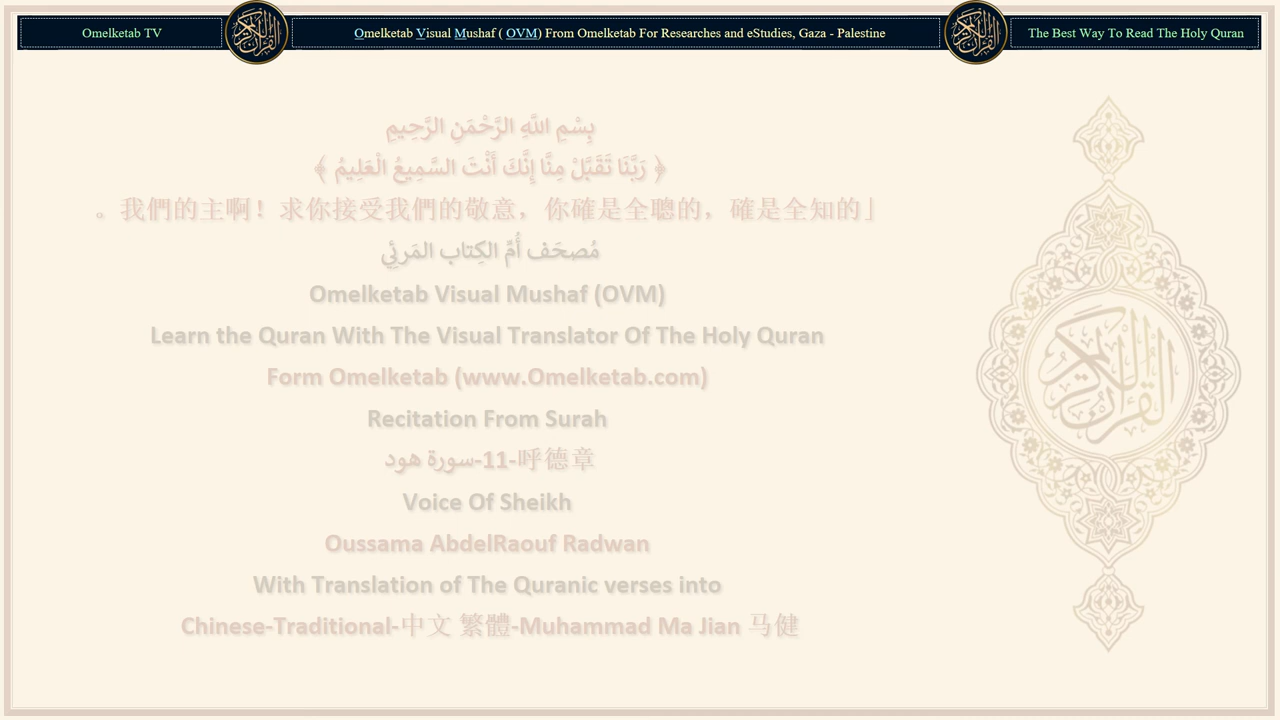 Omelketab TV
Omelketab Visual Mushaf ( OVM) From Omelketab For Researches and eStudies, Gaza - Palestine
The Best Way To Read The Holy Quran
بِسْمِ اللَّهِ الرَّحْمَنِ الرَّحِيمِ
﴿ رَبَّنَا تَقَبَّلْ مِنَّا إِنَّكَ أَنْتَ السَّمِيعُ الْعَلِيمُ ﴾
。我們的主啊！求你接受我們的敬意，你確是全聰的，確是全知的」
مُصحَف أُمِّ الكِتاب المَرئِي
Omelketab Visual Mushaf (OVM)
Learn the Quran With The Visual Translator Of The Holy Quran
Form Omelketab (www.Omelketab.com)
Recitation From Surah
سورة هود-11-呼德章
Voice Of Sheikh
Oussama AbdelRaouf Radwan
With Translation of The Quranic verses into
Chinese-Traditional-中文 繁體-Muhammad Ma Jian 马健